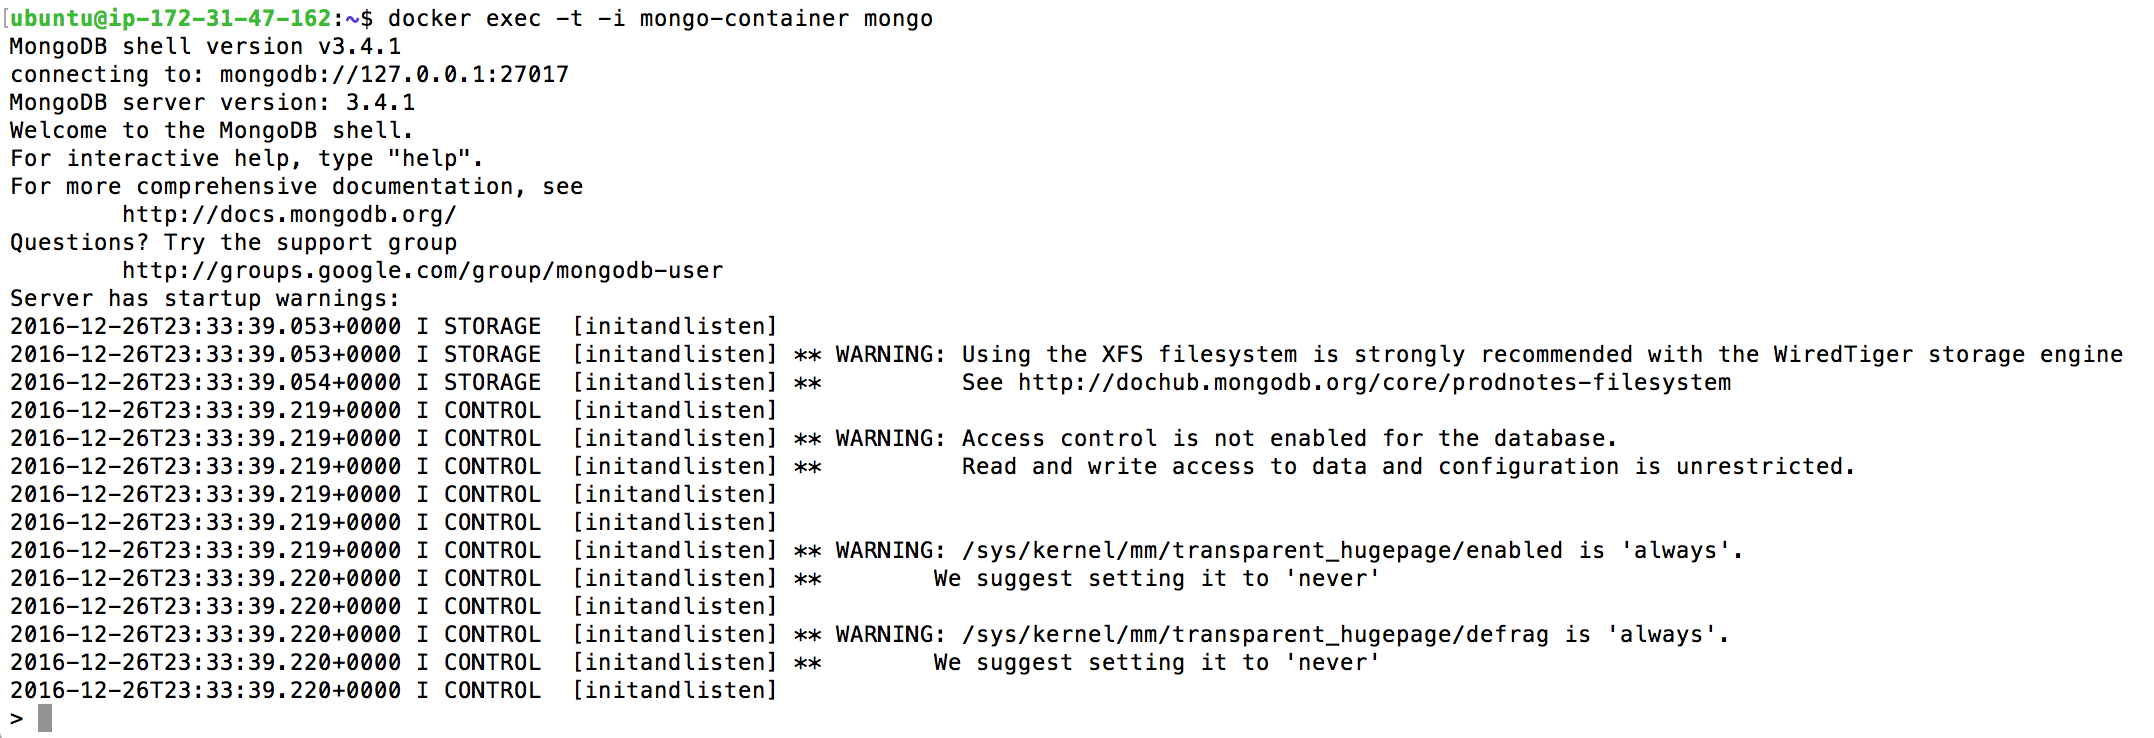 [ubuntu@ip-172-31-47-162:~$ docker exec -t -i mongo-container mongo
MongoDB shell version v3.4.1
connecting to: mongodb://127.0.0.1:27017
MongoDB server version: 3.4.1
Welcome to the MongoDB shell.
For interactive help, type "help".
For more comprehensive documentation, see
        http://docs.mongodb.org/
Questions? Try the support group
        http://groups.google.com/group/mongodb-user
Server has startup warnings:
2016-12-26T23:33:39.053+0000 I STORAGE  [initandlisten]
2016-12-26T23:33:39.053+0000 I STORAGE  [initandlisten] ** WARNING: Using the XFS filesystem is strongly recommended with the WiredTiger storage engine
2016-12-26T23:33:39.054+0000 I STORAGE  [initandlisten] **          See http://dochub.mongodb.org/core/prodnotes-filesystem
2016-12-26T23:33:39.219+0000 I CONTROL  [initandlisten]
2016-12-26T23:33:39.219+0000 I CONTROL  [initandlisten] ** WARNING: Access control is not enabled for the database.
2016-12-26T23:33:39.219+0000 I CONTROL  [initandlisten] **          Read and write access to data and configuration is unrestricted.
2016-12-26T23:33:39.219+0000 I CONTROL  [initandlisten]
2016-12-26T23:33:39.219+0000 I CONTROL  [initandlisten]
2016-12-26T23:33:39.219+0000 I CONTROL  [initandlisten] ** WARNING: /sys/kernel/mm/transparent_hugepage/enabled is 'always'.
2016-12-26T23:33:39.220+0000 I CONTROL  [initandlisten] **        We suggest setting it to 'never'
2016-12-26T23:33:39.220+0000 I CONTROL  [initandlisten]
2016-12-26T23:33:39.220+0000 I CONTROL  [initandlisten] ** WARNING: /sys/kernel/mm/transparent_hugepage/defrag is 'always'.
2016-12-26T23:33:39.220+0000 I CONTROL  [initandlisten] **        We suggest setting it to 'never'
2016-12-26T23:33:39.220+0000 I CONTROL  [initandlisten]
>